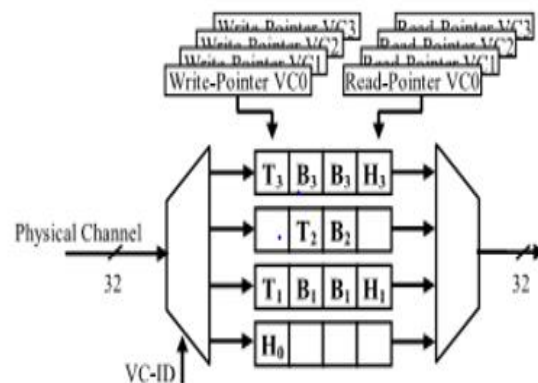 Write-Pointer VC3 Read-Pointer VC3
Write-Pointer VC2 Read-Pointer VC2
Write-Pointer VC1 Read-Pointer VC1
Write-Pointer VC0 Read-Pointer VC0
T3 B3 B3 H3
T2 B2
Physical Channel
32
T1 B1 B1 H1
32
H0
VC-ID